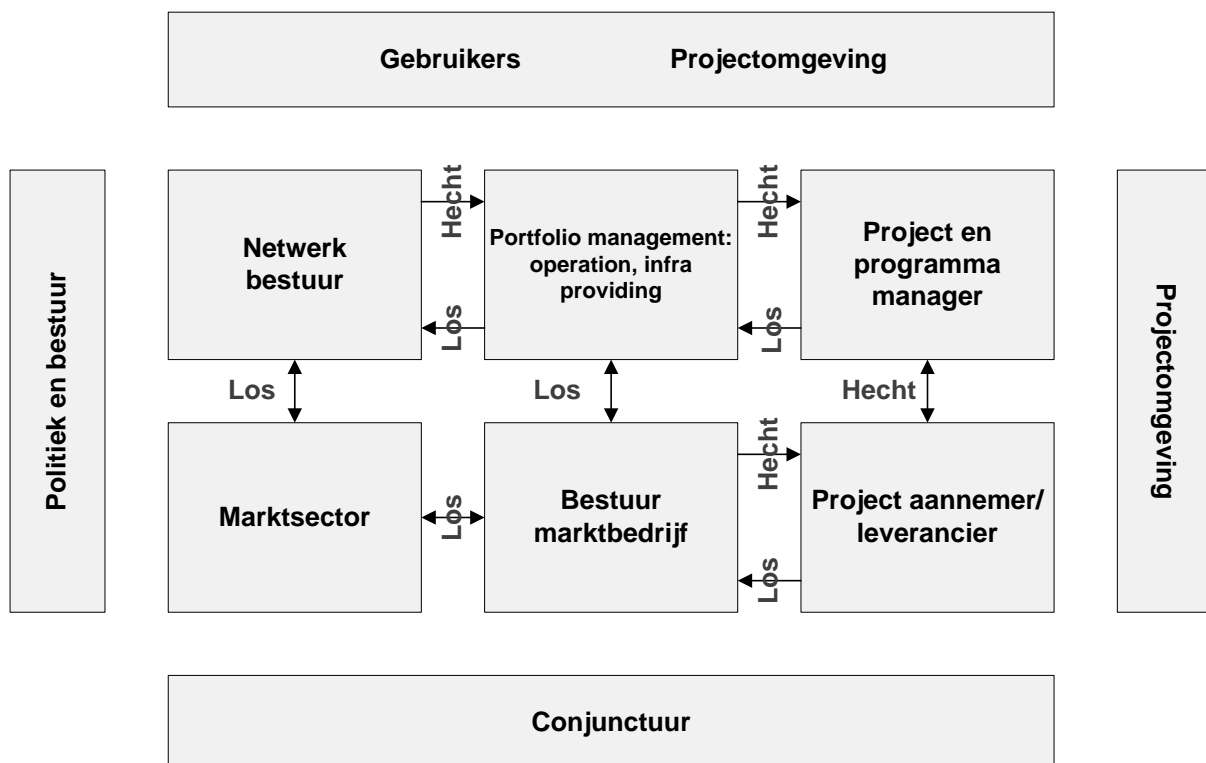 Gebruikers Projectomgeving
Politiek en bestuur
Netwerk
bestuur
Hecht
Los
Portfolio management:
operation, infra
providing
Hecht
Los
Project en
programma
manager
Projectomgeving
Los
Los
Hecht
Marktsector
Los
Bestuur
marktbedrijf
Hecht
Los
Project aannemer/
leverancier
Conjunctuur